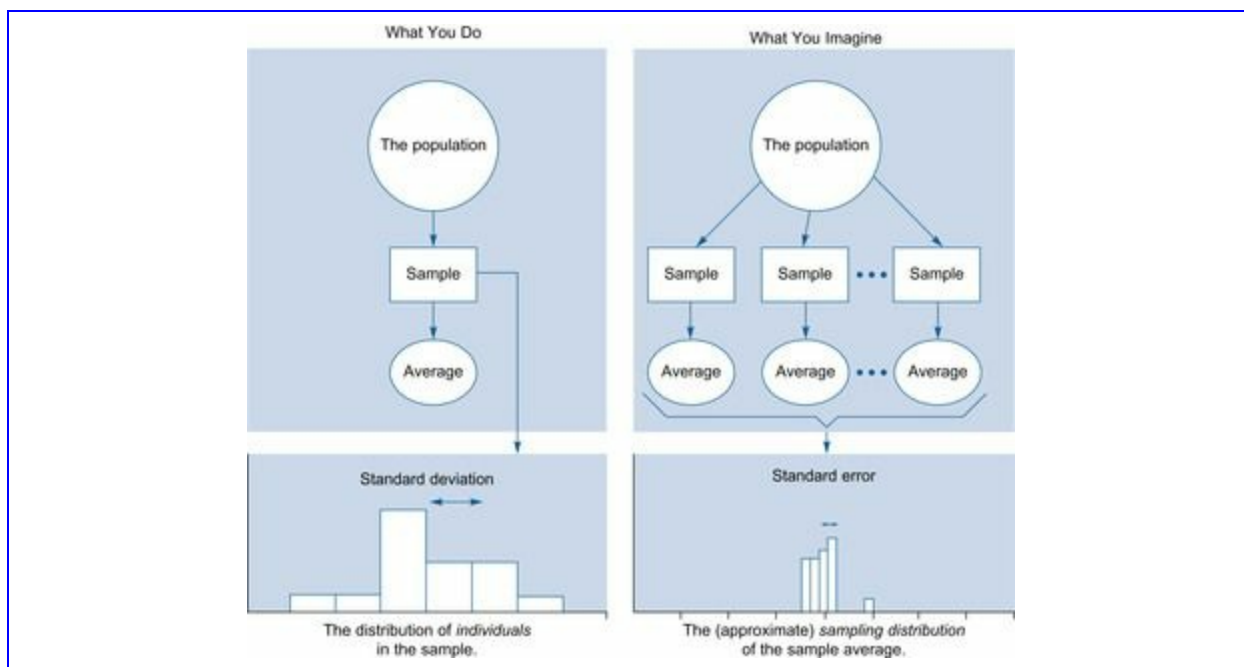 What You Do
The population
Sample
Average
Standard deviation
The distribution of individuals
in the sample.
What You Imagine
The population
Sample
Sample
Sample
Average
Average
Average
Standard error
The (approximate) sampling distribution
of the sample average.